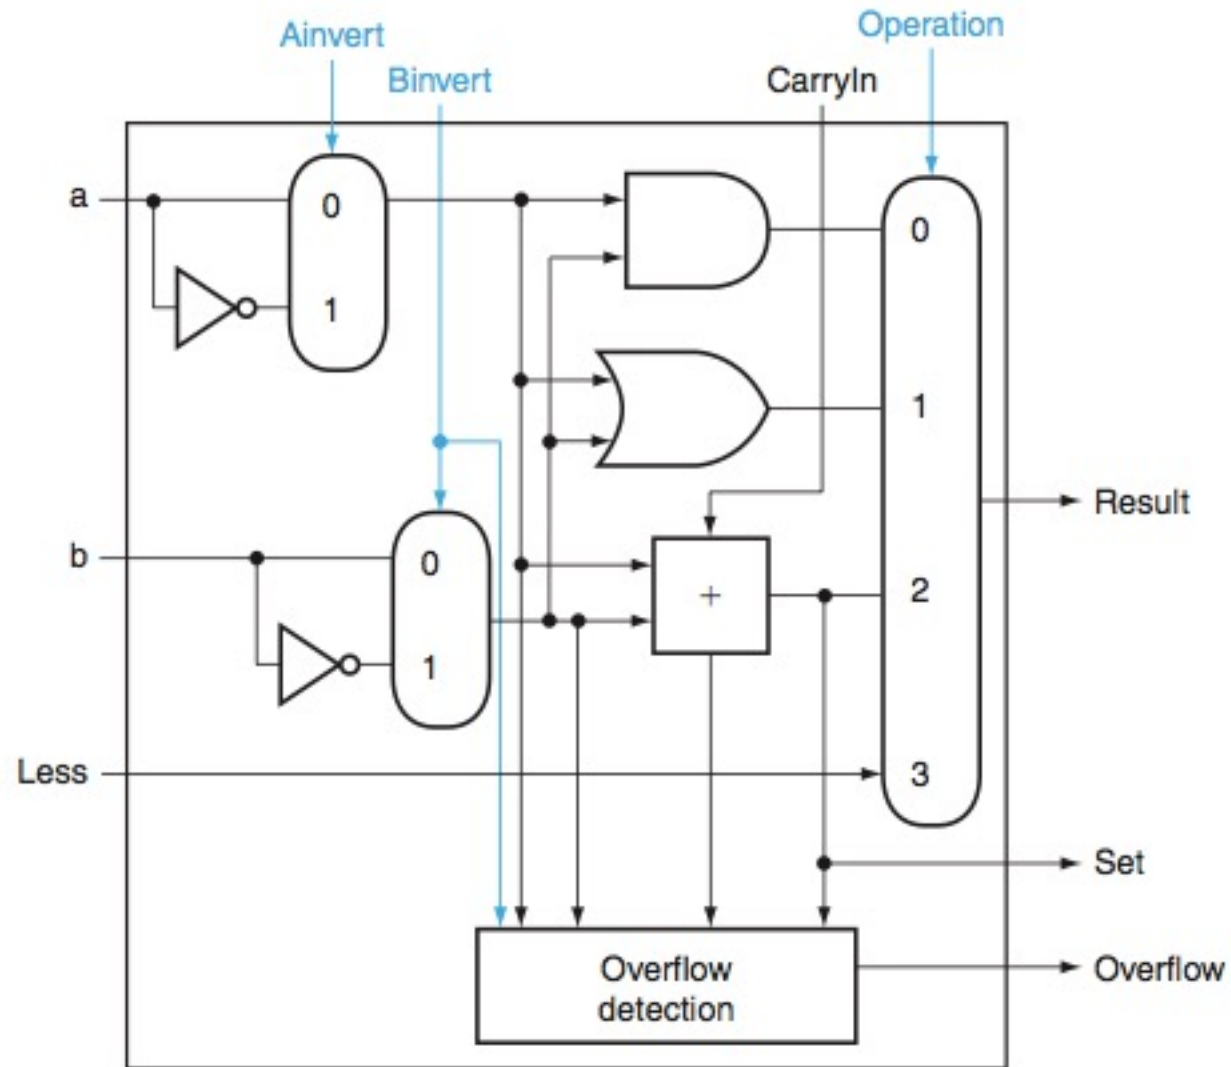 Ainvert
Operation
Binvert
CarryIn
a
0
0
1
1
Result
b
0
+
2
1
Less
3
Set
Overflow
detection
Overflow